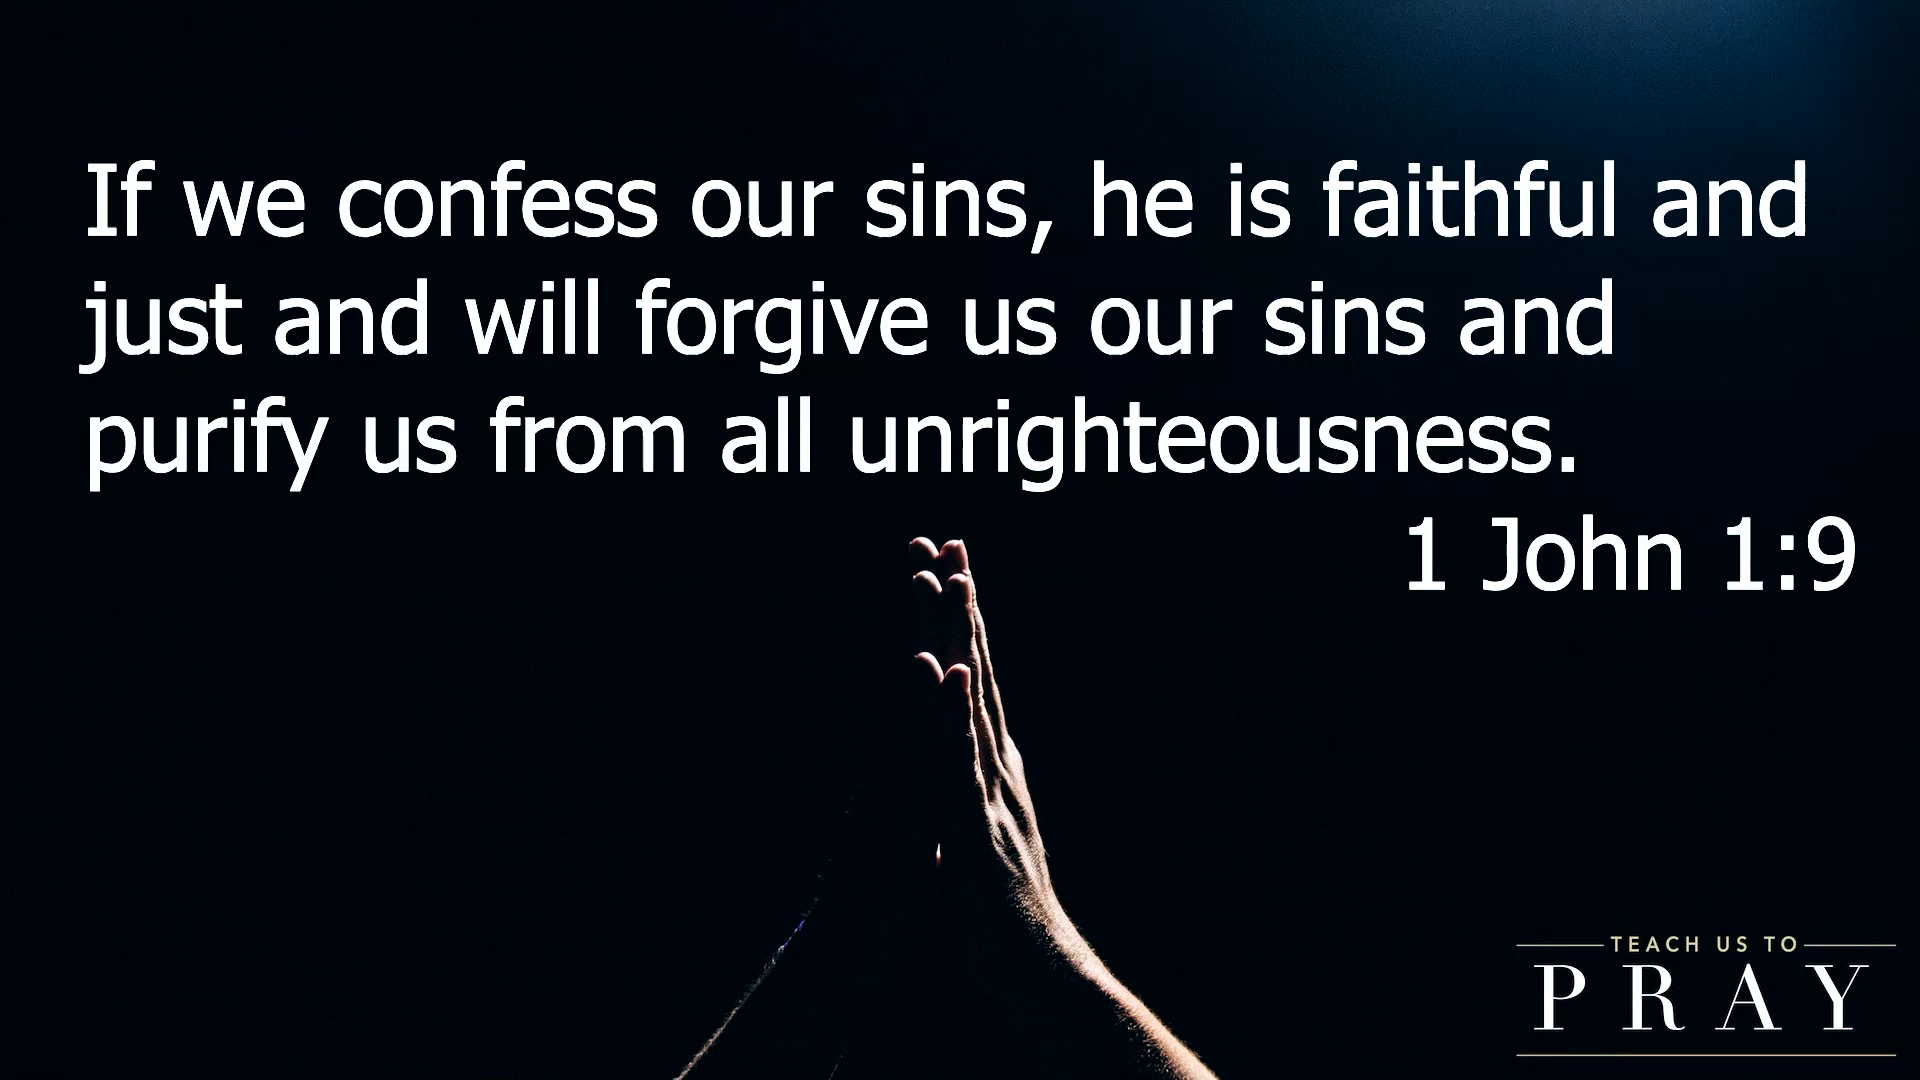 If we confess our sins, he is faithful and
just and will forgive us our sins and
purify us from all unrighteousness.
1 John 1:9
TEACH US TO
PRAY